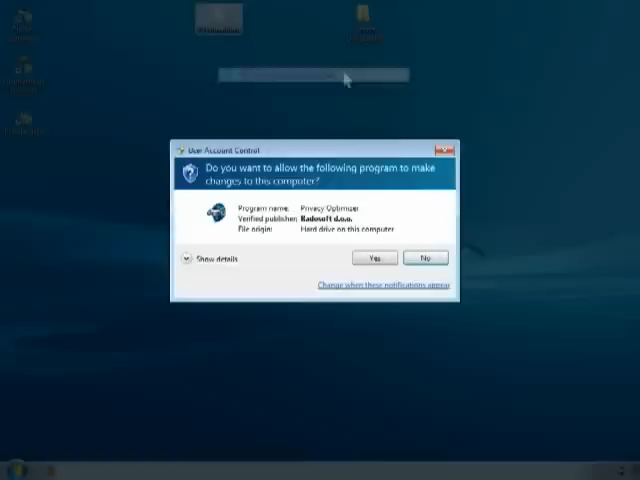 User Account Control
Do you want to allow the following program to make
changes to this computer?
Program name: Privacy Optimizer
Verified publisher: Radosoft d.o.o.
File origin: Hard drive on this computer
Show details
Yes
No
Change when these notifications appear